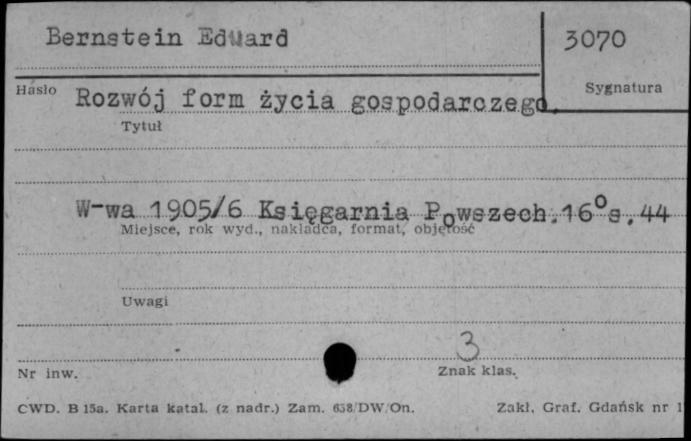 Bernstein Eduard
3070
Hasło
Sygnatura
Rozwój form życia gospodarczego.
Tytuł
W-wa 1905/6 Księgarnia Powszech.16°s.44
Miejsce, rok wyd., nakładca, format, objętość
Uwagi
3
Nr inw.
Znak klas.
CWD. B 15a. Karta katal. (z nadr.) Zam. 638/DW/On.
Zakł. Graf. Gdańsk nr 1